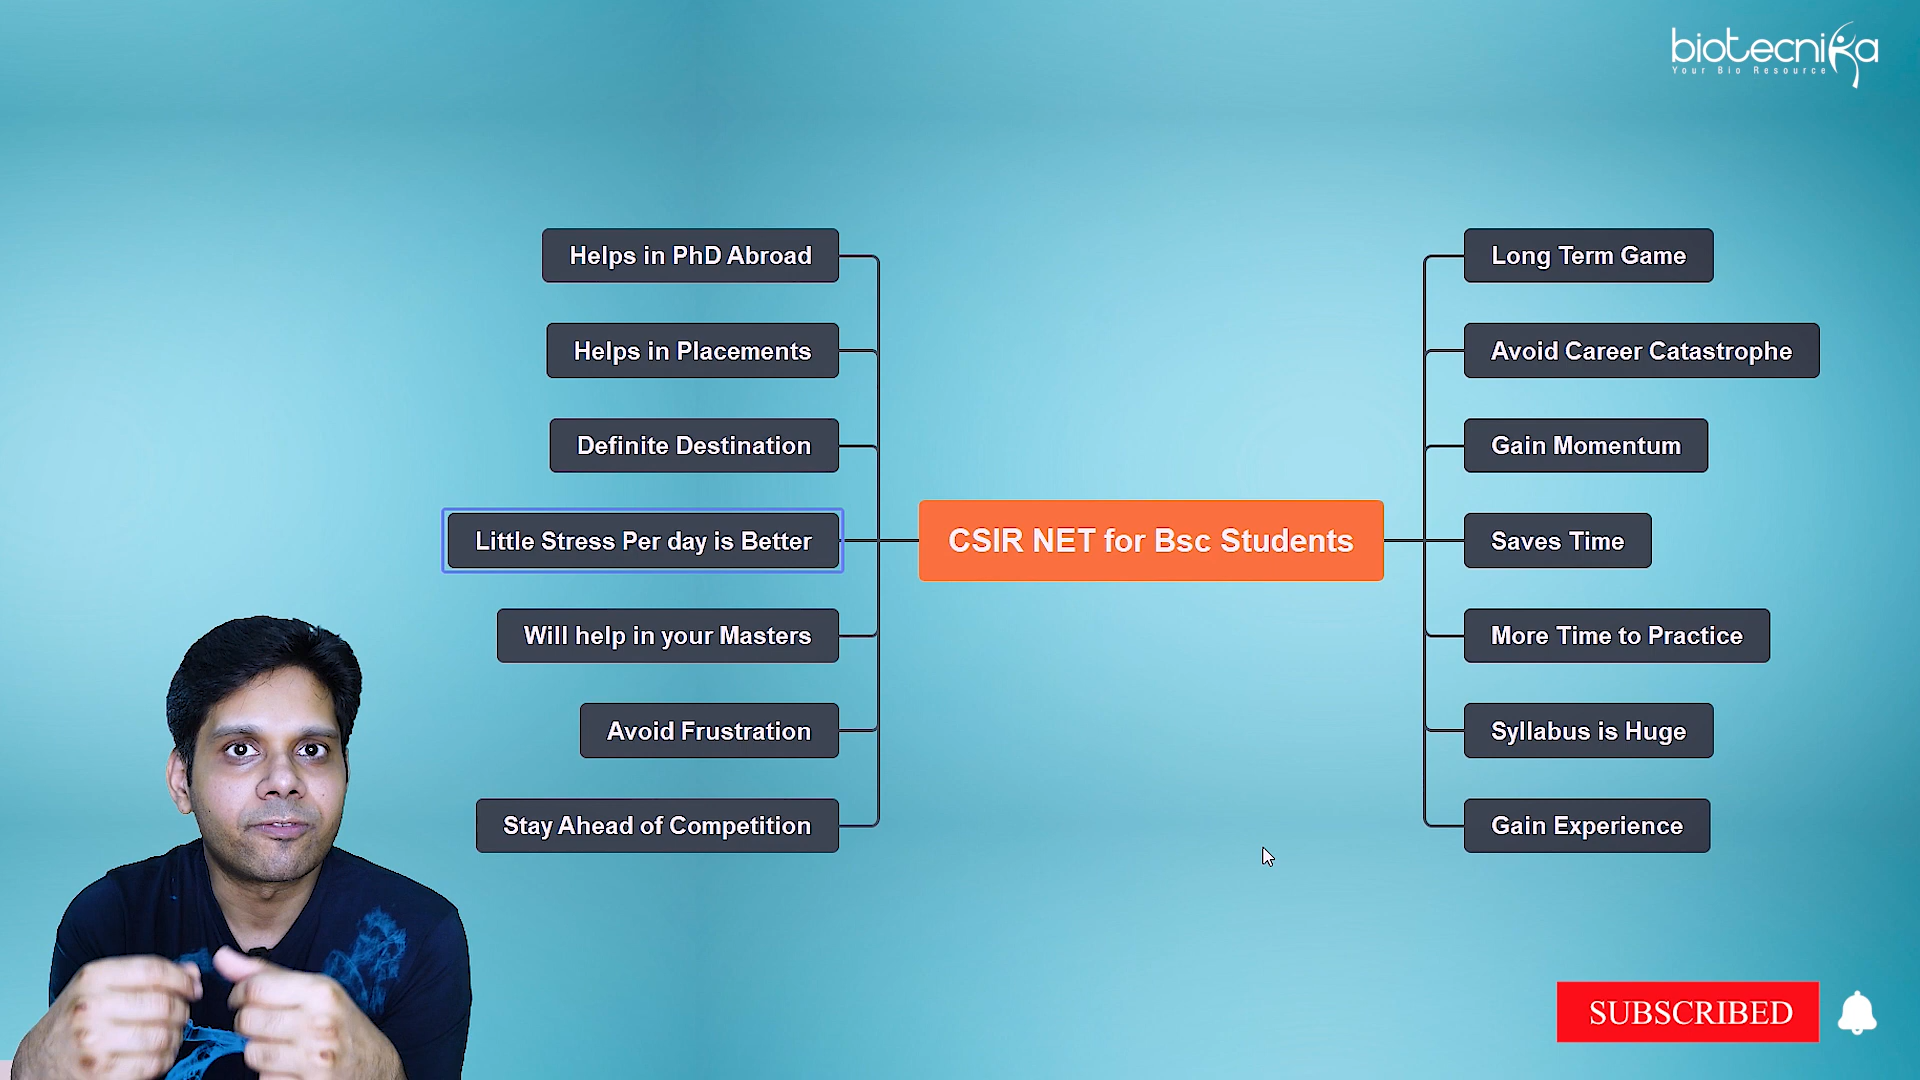 biotecnika
Your Bio Resource
Helps in PhD Abroad
Helps in Placements
Definite Destination
Little Stress Per day is Better
Will help in your Masters
Avoid Frustration
Stay Ahead of Competition
CSIR NET for Bsc Students
Long Term Game
Avoid Career Catastrophe
Gain Momentum
Saves Time
More Time to Practice
Syllabus is Huge
Gain Experience
SUBSCRIBED